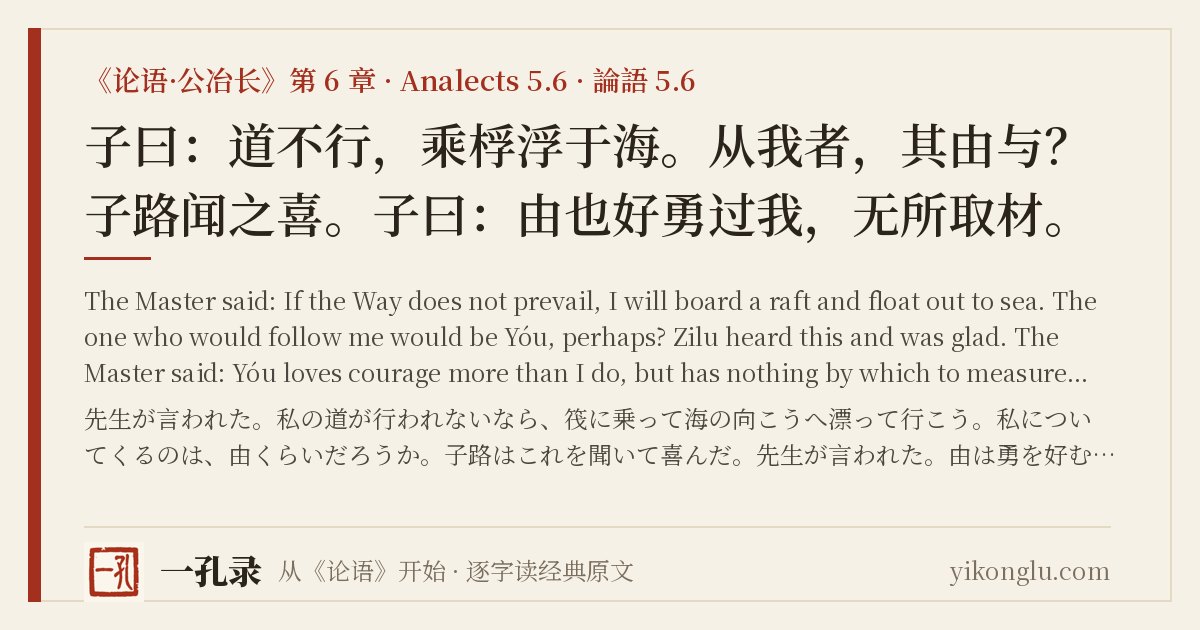 《论语·公冶长》第 6 章 · Analects 5.6 · 論語 5.6
子曰：道不行，乘桴浮于海。从我者，其由与？
子路闻之喜。子曰：由也好勇过我，无所取材。
The Master said: If the Way does not prevail, I will board a raft and float out to sea. The
one who would follow me would be Yóu, perhaps? Zilu heard this and was glad. The
Master said: Yóu loves courage more than I do, but has nothing by which to measure…
先生が言われた。私の道が行われないなら、筏に乗って海の向こうへ漂って行こう。私につい
てくるのは、由くらいだろうか。子路はこれを聞いて喜んだ。先生が言われた。由は勇を好む…
一孔
一孔录
从《论语》开始 · 逐字读经典原文
yikonglu.com